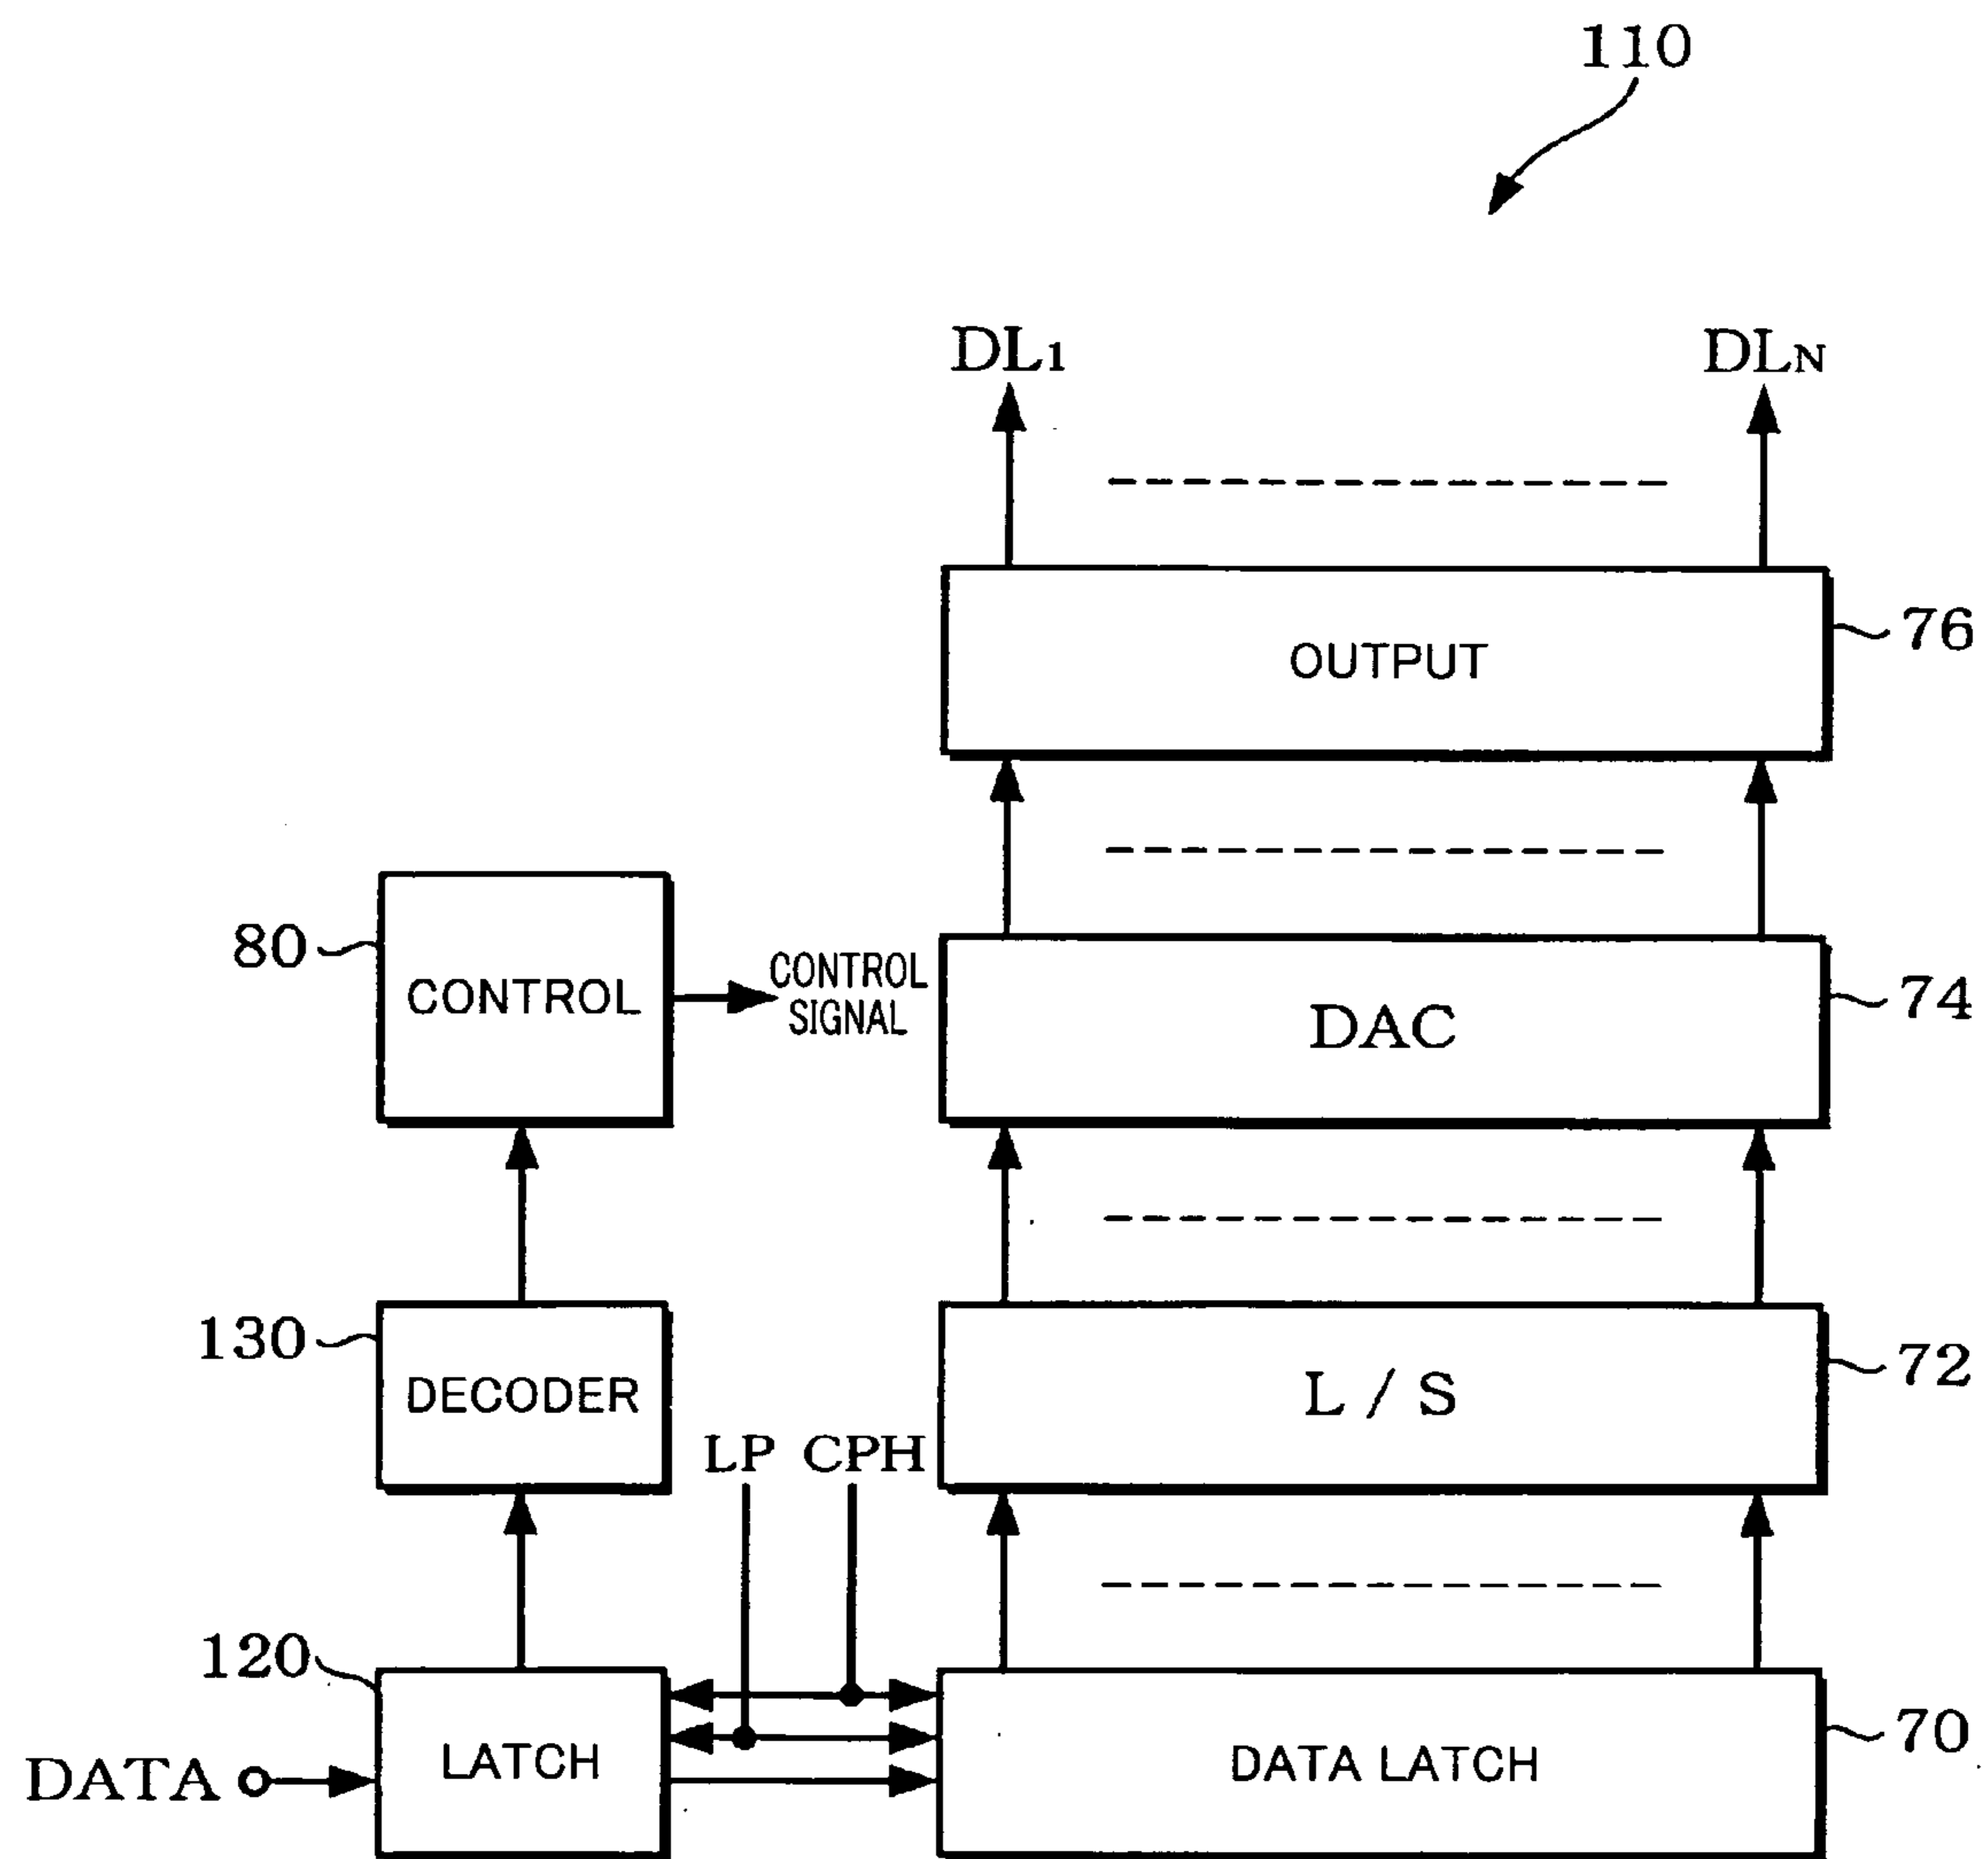 110
DL1 DLN
OUTPUT 76
80 CONTROL CONTROL SIGNAL DAC 74
130 DECODER LP CPH L / S 72
120 LATCH DATA LATCH 70
DATA